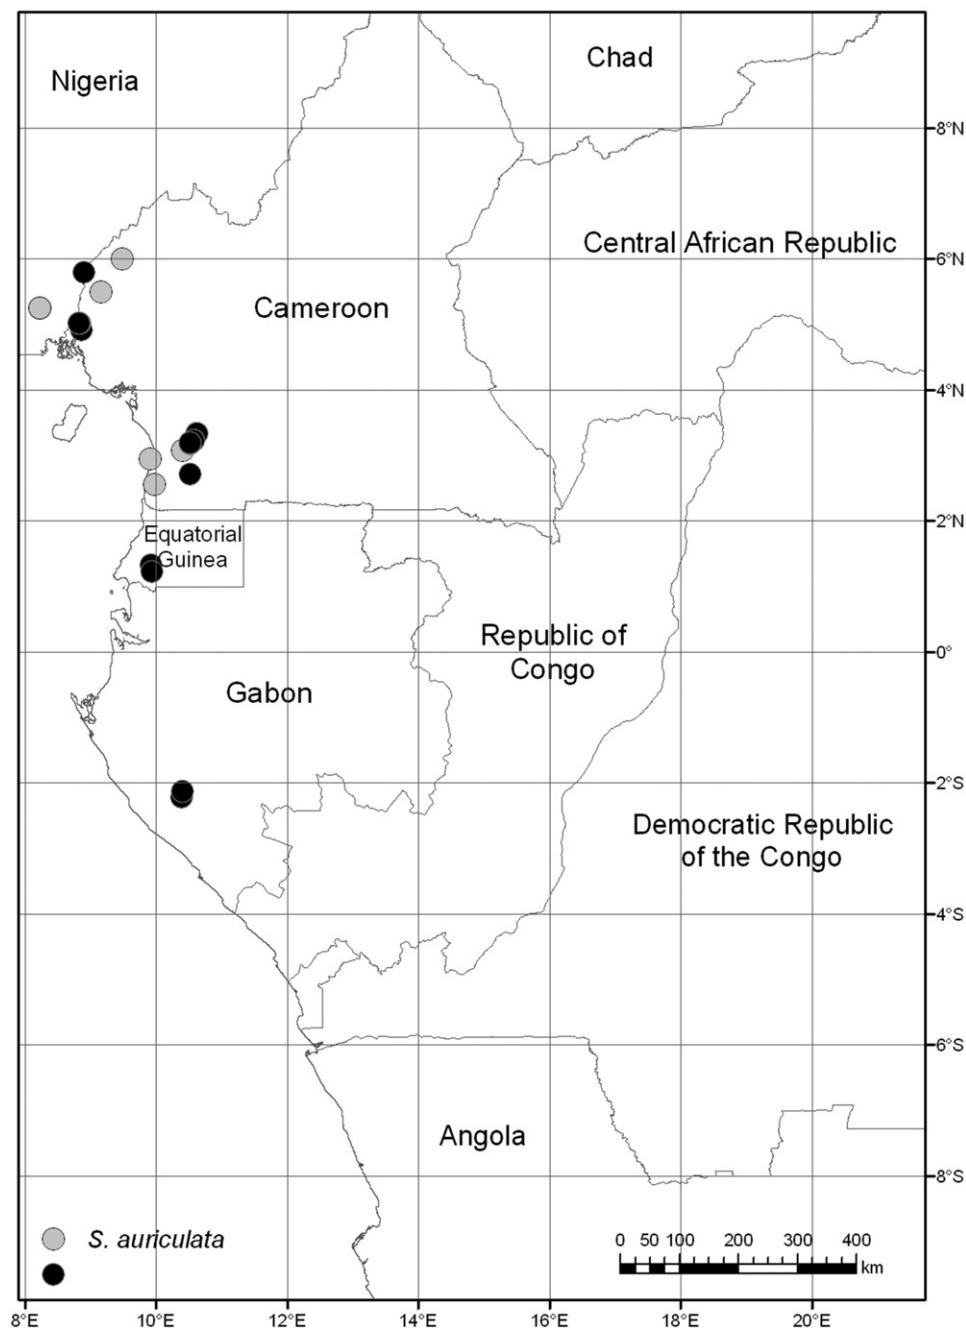 Chad
Nigeria
8°N
Central African Republic
6°N
Cameroon
4°N
2°N
Equatorial
Guinea
Republic of
Congo
0°
Gabon
2°S
Democratic Republic
of the Congo
4°S
6°S
Angola
8°S
S. auriculata
0 50 100 200 300 400
km
8°E 10°E 12°E 14°E 16°E 18°E 20°E